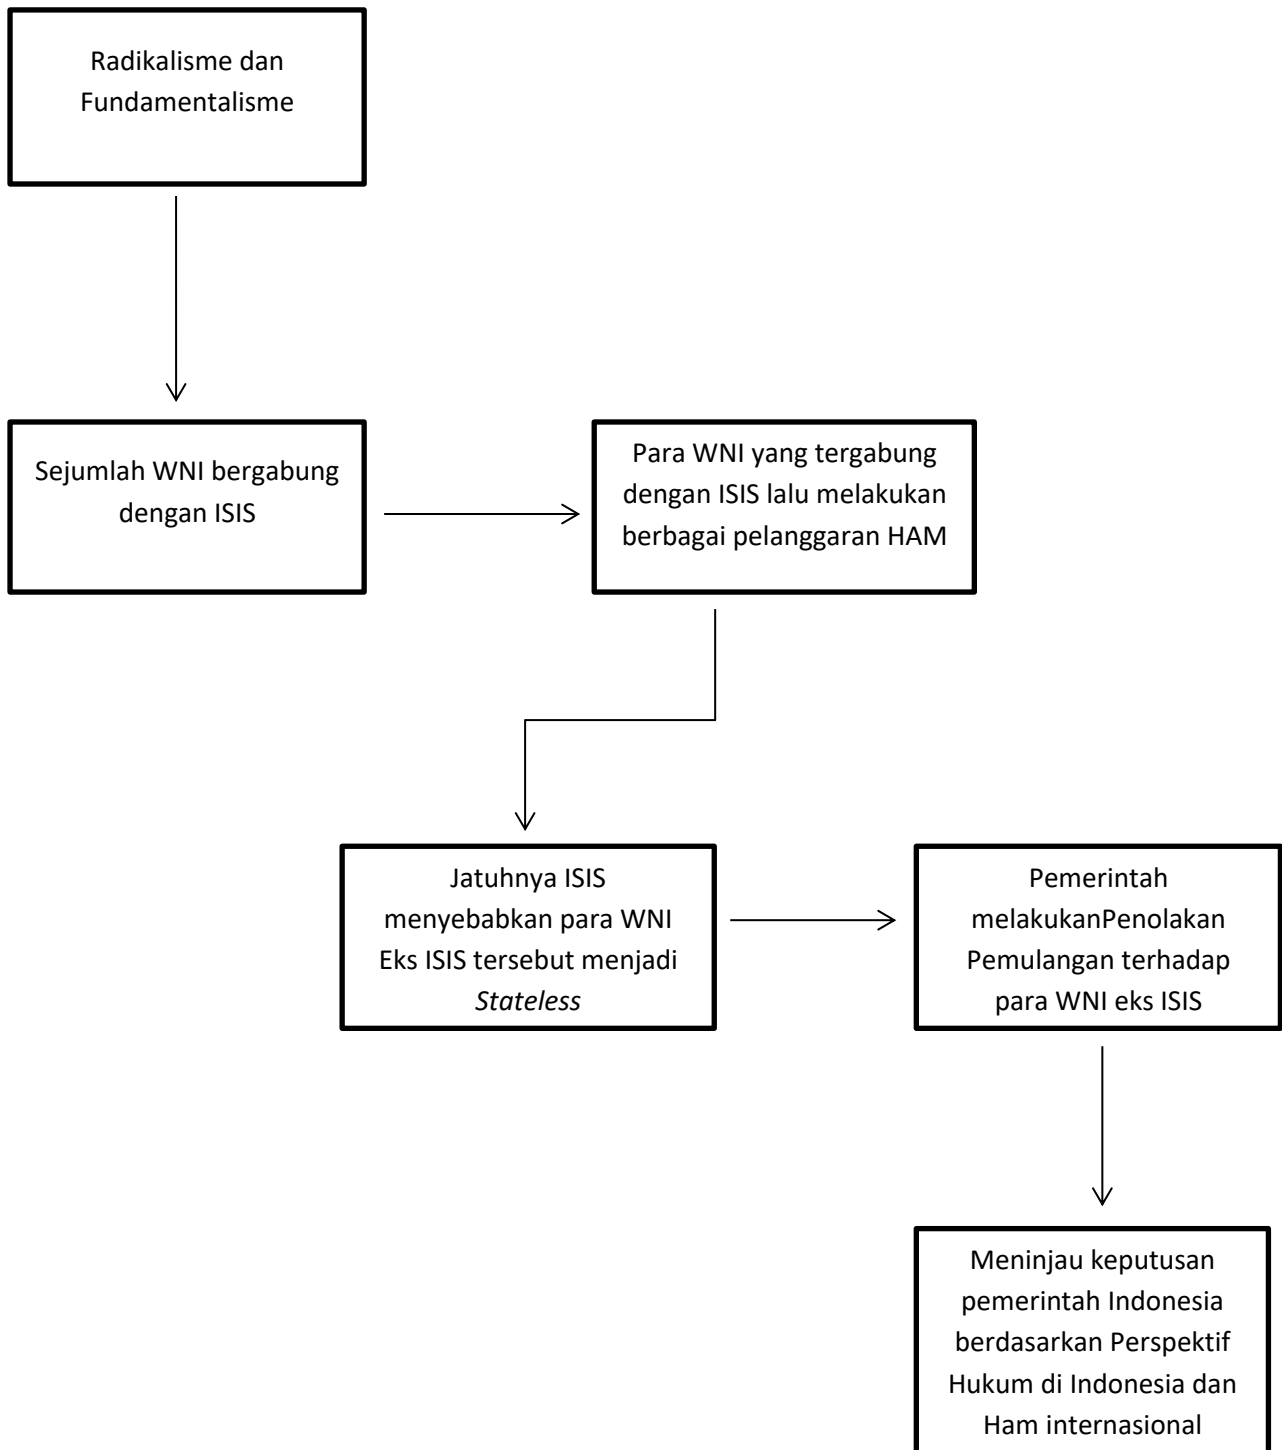 Radikalisme dan
Fundamentalisme
Sejumlah WNI bergabung
dengan ISIS
Para WNI yang tergabung
dengan ISIS lalu melakukan
berbagai pelanggaran HAM
Jatuhnya ISIS
menyebabkan para WNI
Eks ISIS tersebut menjadi
Stateless
Pemerintah
melakukanPenolakan
Pemulangan terhadap
para WNI eks ISIS
Meninjau keputusan
pemerintah Indonesia
berdasarkan Perspektif
Hukum di Indonesia dan
Ham internasional